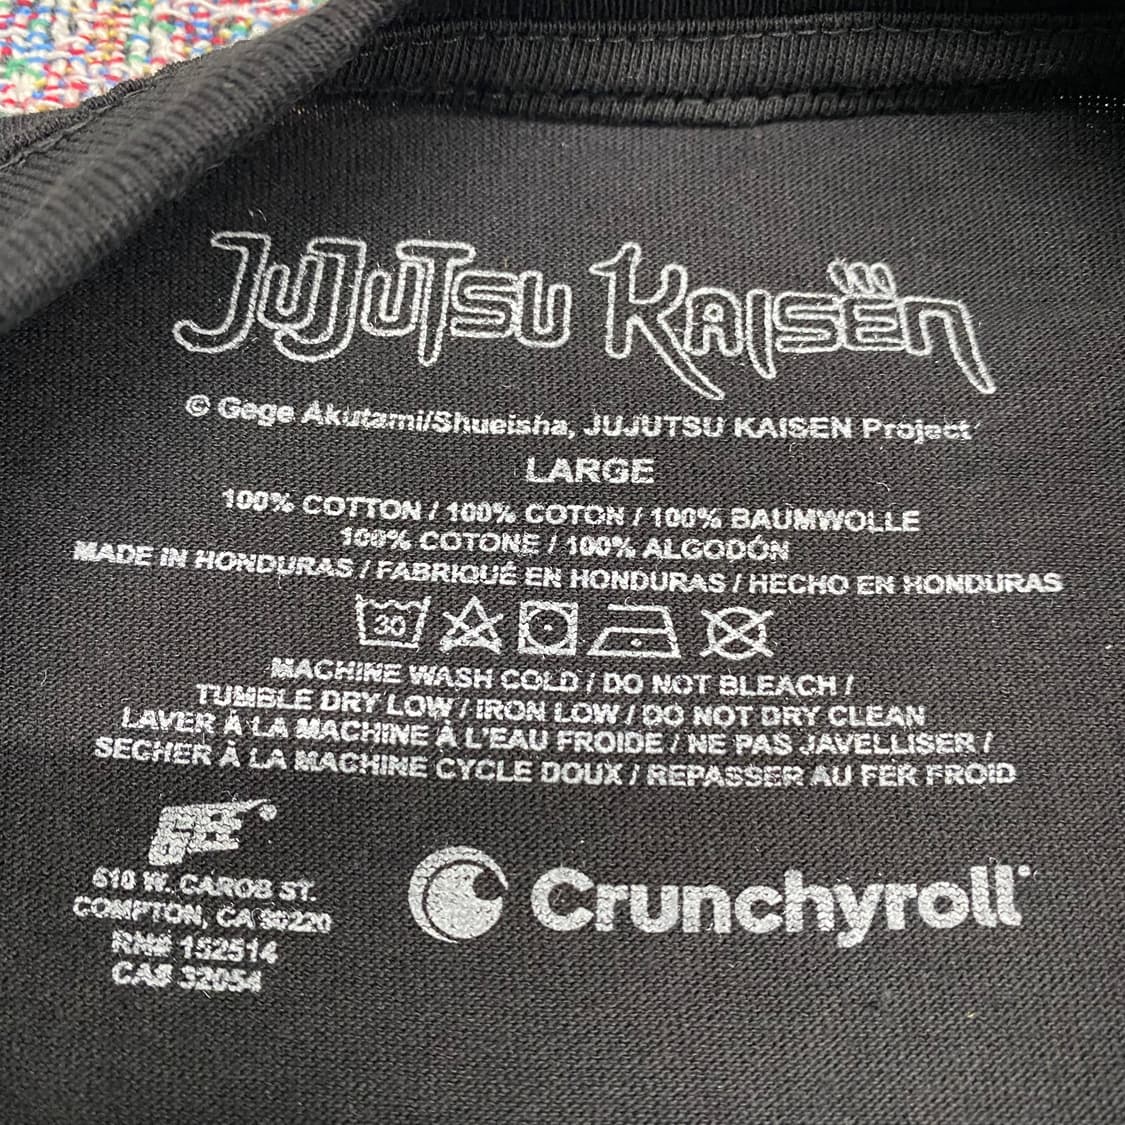 JUJUTSU KAISEN
© Gege Akutami/Shueisha, JUJUTSU KAISEN Project
LARGE
100% COTTON / 100% COTON / 100% BAUMWOLLE
100% COTONE / 100% ALGODÓN
MADE IN HONDURAS / FABRIQUÉ EN HONDURAS / HECHO EN HONDURAS
30
MACHINE WASH COLD / DO NOT BLEACH /
TUMBLE DRY LOW / IRON LOW / DO NOT DRY CLEAN
LAVER À LA MACHINE À L'EAU FROIDE / NE PAS JAVELLISER /
SECHER À LA MACHINE CYCLE DOUX / REPASSER AU FER FROID
610 W. CAROB ST.
COMPTON, CA 90220
RN# 152514
CA# 32054
Crunchyroll